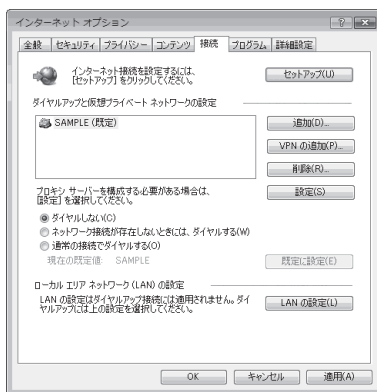 インターネット オプション
全般 セキュリティ プライバシー コンテンツ 接続 プログラム 詳細設定
インターネット接続を設定するには、
[セットアップ] をクリックしてください。
セットアップ(U)
ダイヤルアップと仮想プライベート ネットワークの設定
SAMPLE (既定)
追加(D)...
VPN の追加(P)...
削除(R)...
プロキシ サーバーを構成する必要がある場合は、
[設定] を選択してください。
設定(S)
ダイヤルしない(C)
ネットワーク接続が存在しないときには、ダイヤルする(W)
通常の接続でダイヤルする(O)
現在の既定値: SAMPLE
既定に設定(E)
ローカル エリア ネットワーク (LAN) の設定
LAN の設定はダイヤルアップ接続には適用されません。ダイ
ヤルアップには上の設定を選択してください。
LAN の設定(L)
OK キャンセル 適用(A)